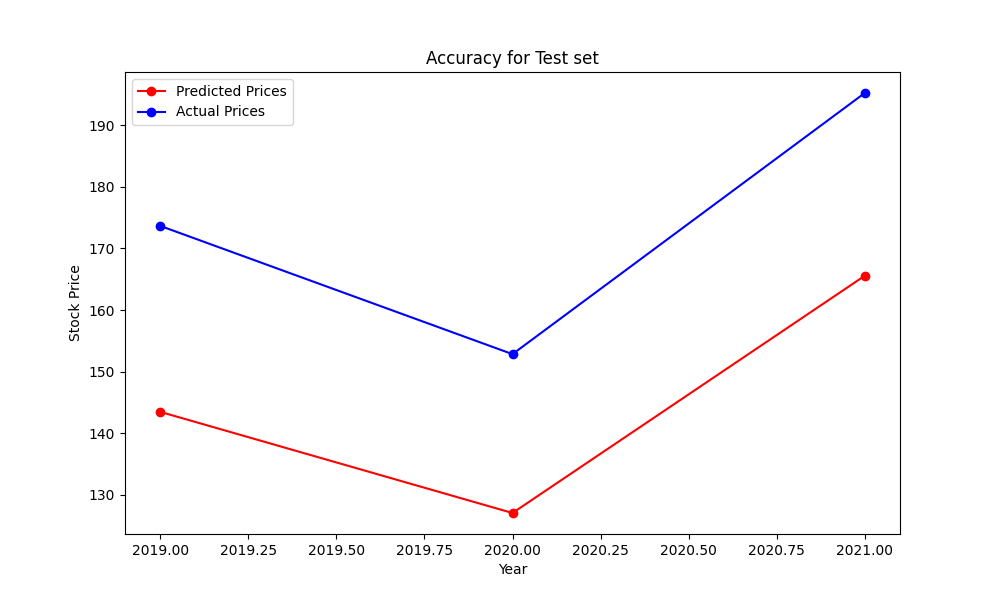 Accuracy for Test set
Predicted Prices
Actual Prices
190
180
170
160
150
140
130
Stock Price
2019.00 2019.25 2019.50 2019.75 2020.00 2020.25 2020.50 2020.75 2021.00
Year